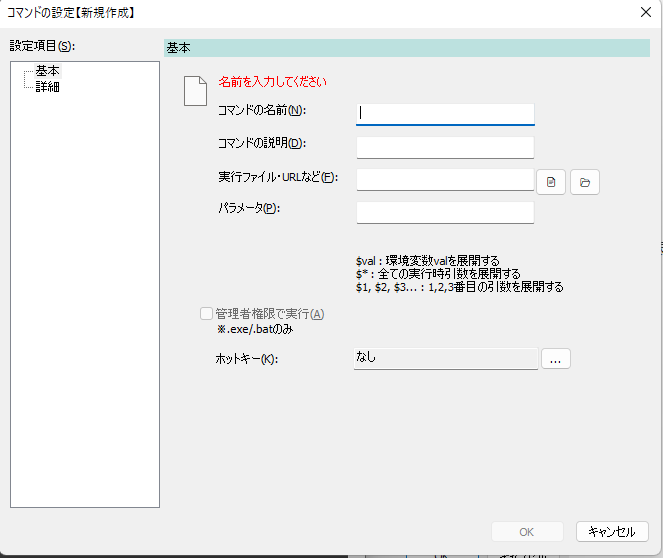 コマンドの設定【新規作成】
設定項目(S):
基本
詳細
基本
名前を入力してください
コマンドの名前(N):
コマンドの説明(D):
実行ファイル・URLなど(F):
パラメータ(P):
$val : 環境変数valを展開する
$* : 全ての実行時引数を展開する
$1, $2, $3... : 1,2,3番目の引数を展開する
管理者権限で実行(A)
※.exe/.batのみ
ホットキー(K):
なし
...
OK
キャンセル